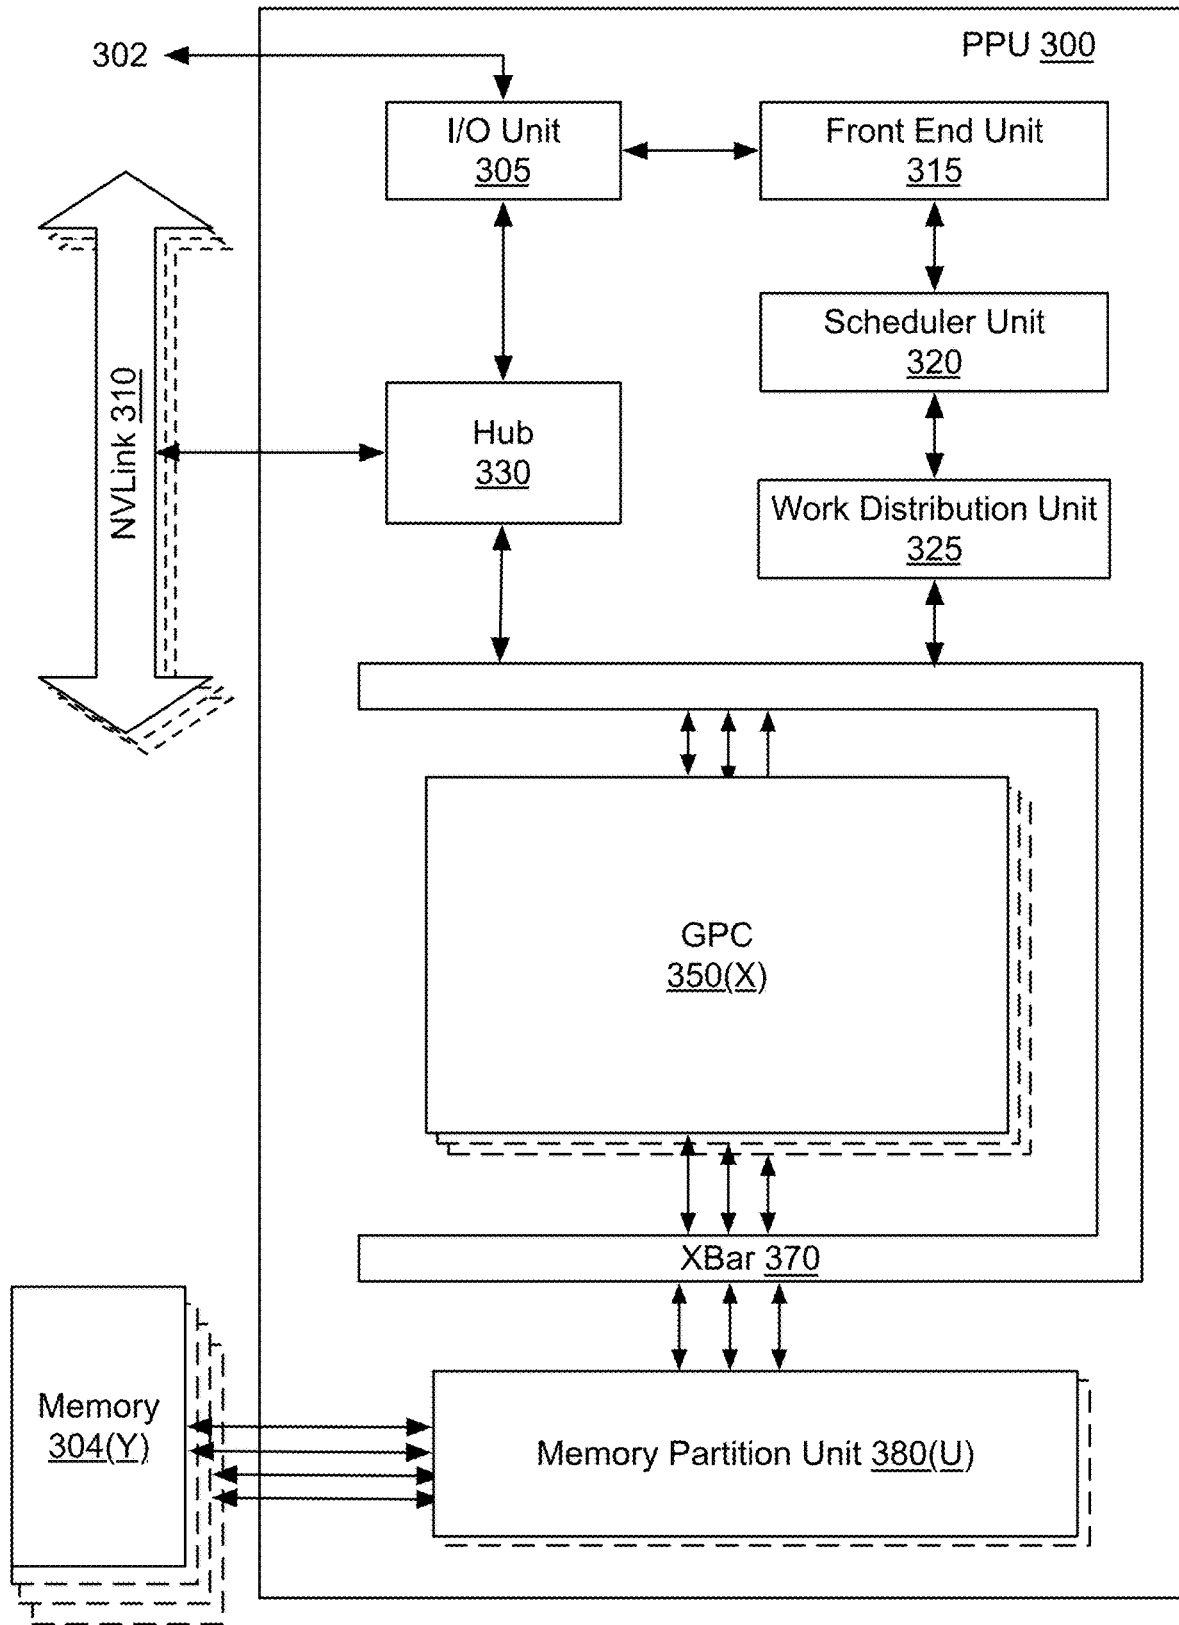 PPU 300
302
I/O Unit
305
Front End Unit
315
Scheduler Unit
320
NVLink 310
Hub
330
Work Distribution Unit
325
GPC
350(X)
XBar 370
Memory
304(Y)
Memory Partition Unit 380(U)